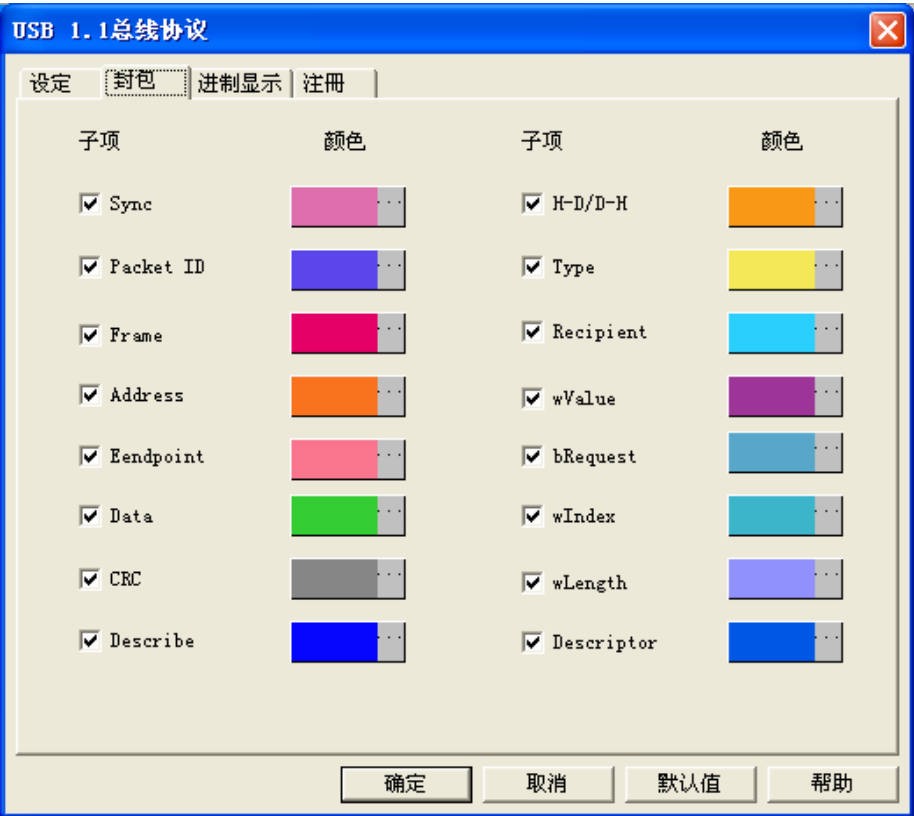 USB 1.1总线协议
设定 封包 进制显示 注冊
子项 颜色 子项 颜色
Sync ... H-D/D-H ...
Packet ID ... Type ...
Frame ... Recipient ...
Address ... wValue ...
Eendpoint ... bRequest ...
Data ... wIndex ...
CRC ... wLength ...
Describe ... Descriptor ...
确定 取消 默认值 帮助